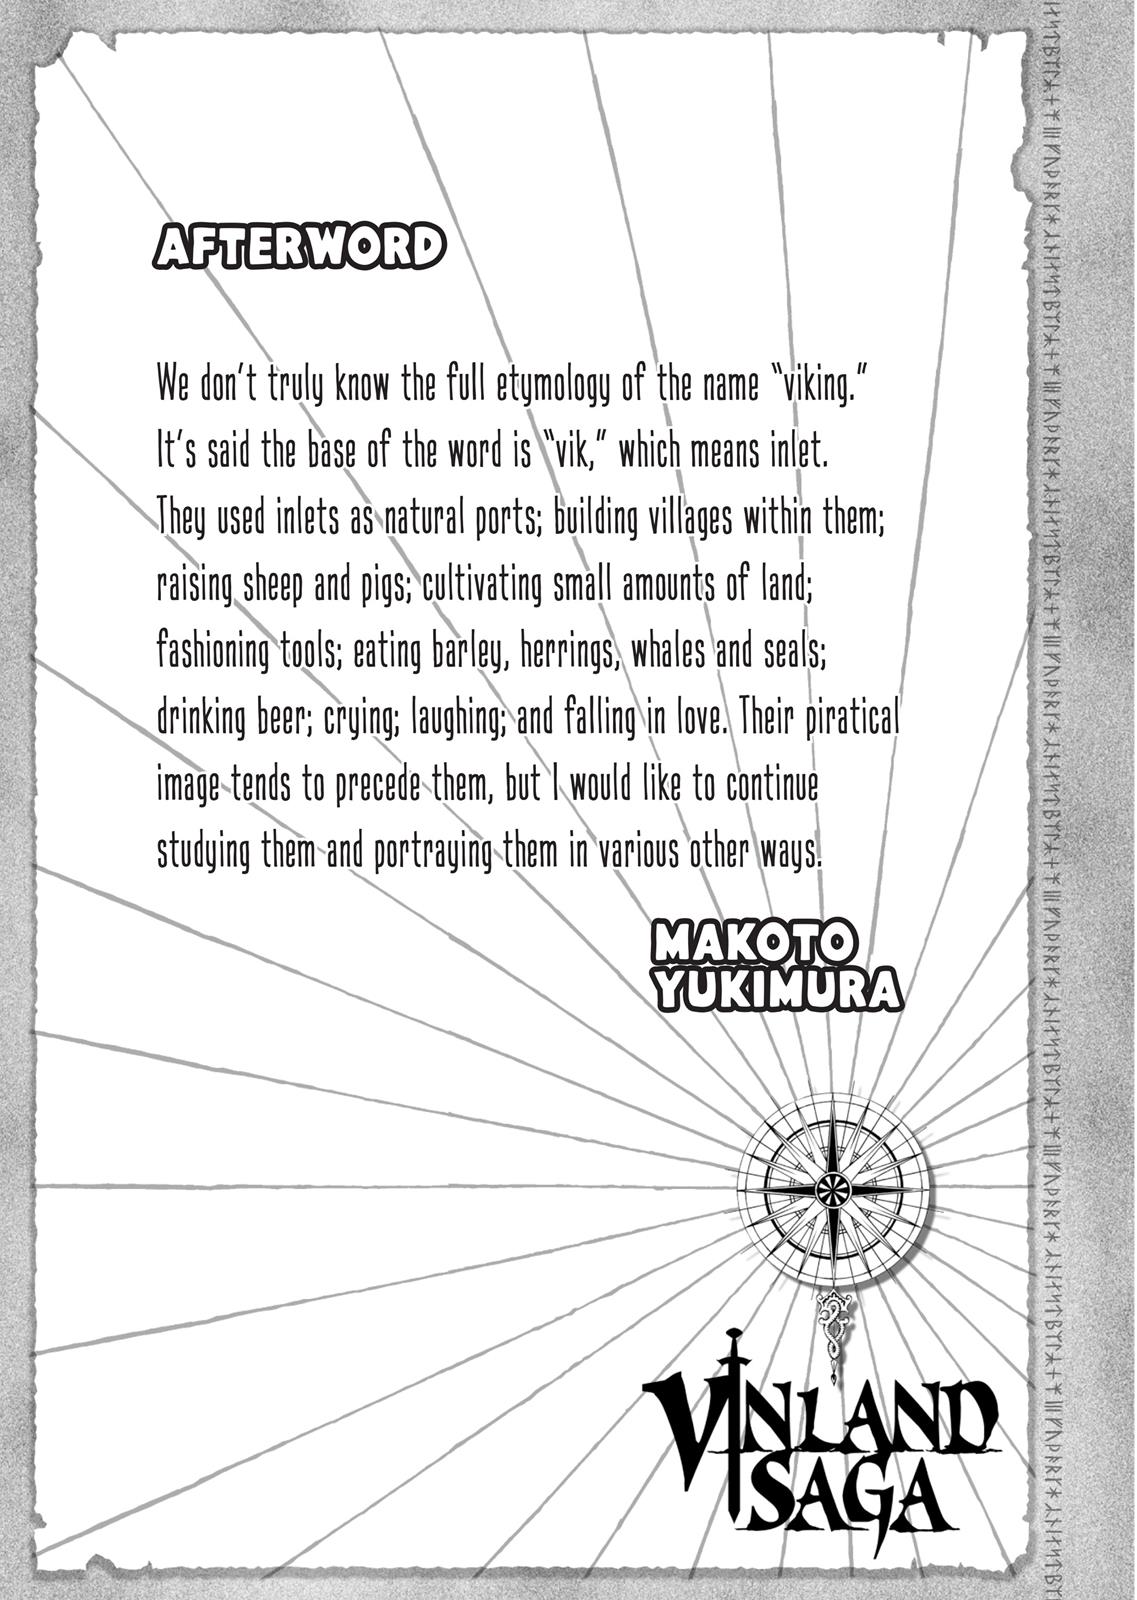 AFTERWORD
We don't truly know the full etymology of the name "viking."
It's said the base of the word is "vik," which means inlet.
They used inlets as natural ports; building villages within them;
raising sheep and pigs; cultivating small amounts of land;
fashioning tools; eating barley, herrings, whales and seals;
drinking beer; crying; laughing; and falling in love. Their piratical
image tends to precede them, but I would like to continue
studying them and portraying them in various other ways.
MAKOTO
YUKIMURA
VINLAND
SAGA